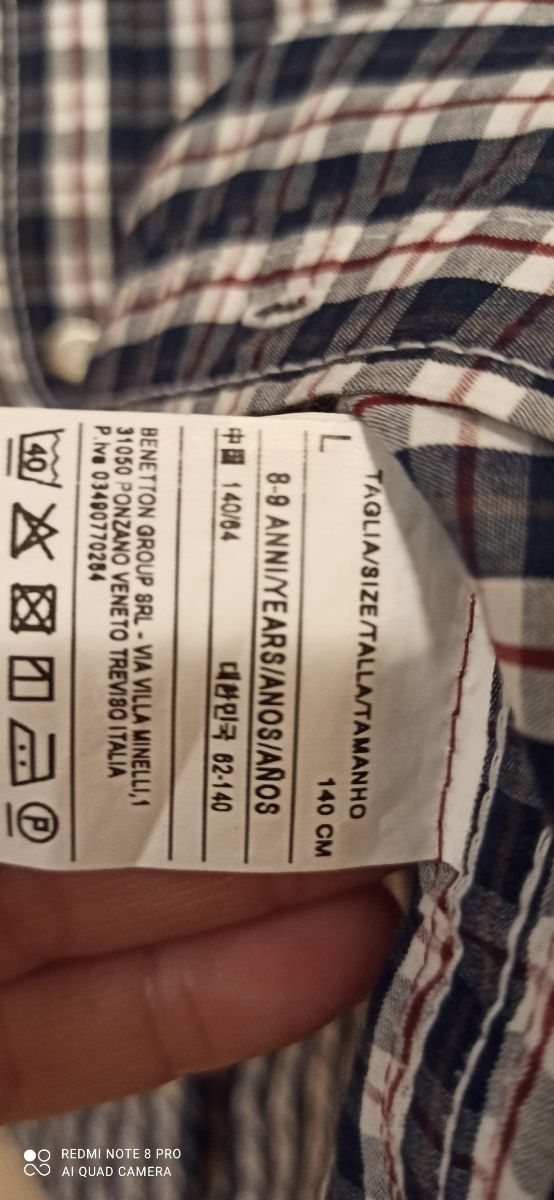 TAGLIA/SIZE/TALLA/TAMANHO
L 140 CM
8-9 ANNI/YEARS/ANOS/AÑOS
中国 140/64 대한민국 62-140
BENETTON GROUP SRL - VIA VILLA MINELLI,1
31050 PONZANO VENETO TREVISO ITALIA
P.Iva 03490770264
40
P
REDMI NOTE 8 PRO
AI QUAD CAMERA